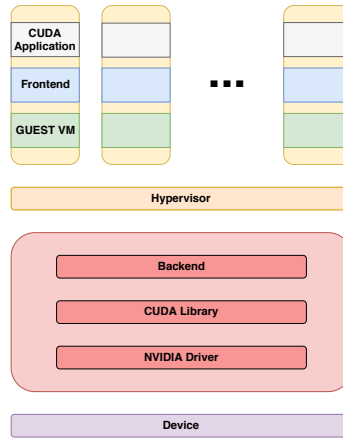 CUDA
Application
Frontend
GUEST VM
...
Hypervisor
Backend
CUDA Library
NVIDIA Driver
Device